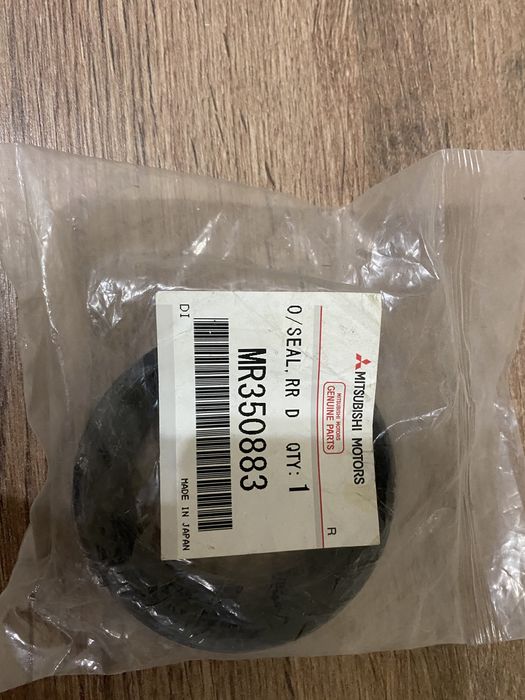 MITSUBISHI MOTORS
MITSUBISHI MOTORS
GENUINE PARTS
R
O/SEAL,RR D QTY: 1
MR350883
DI
MADE IN JAPAN